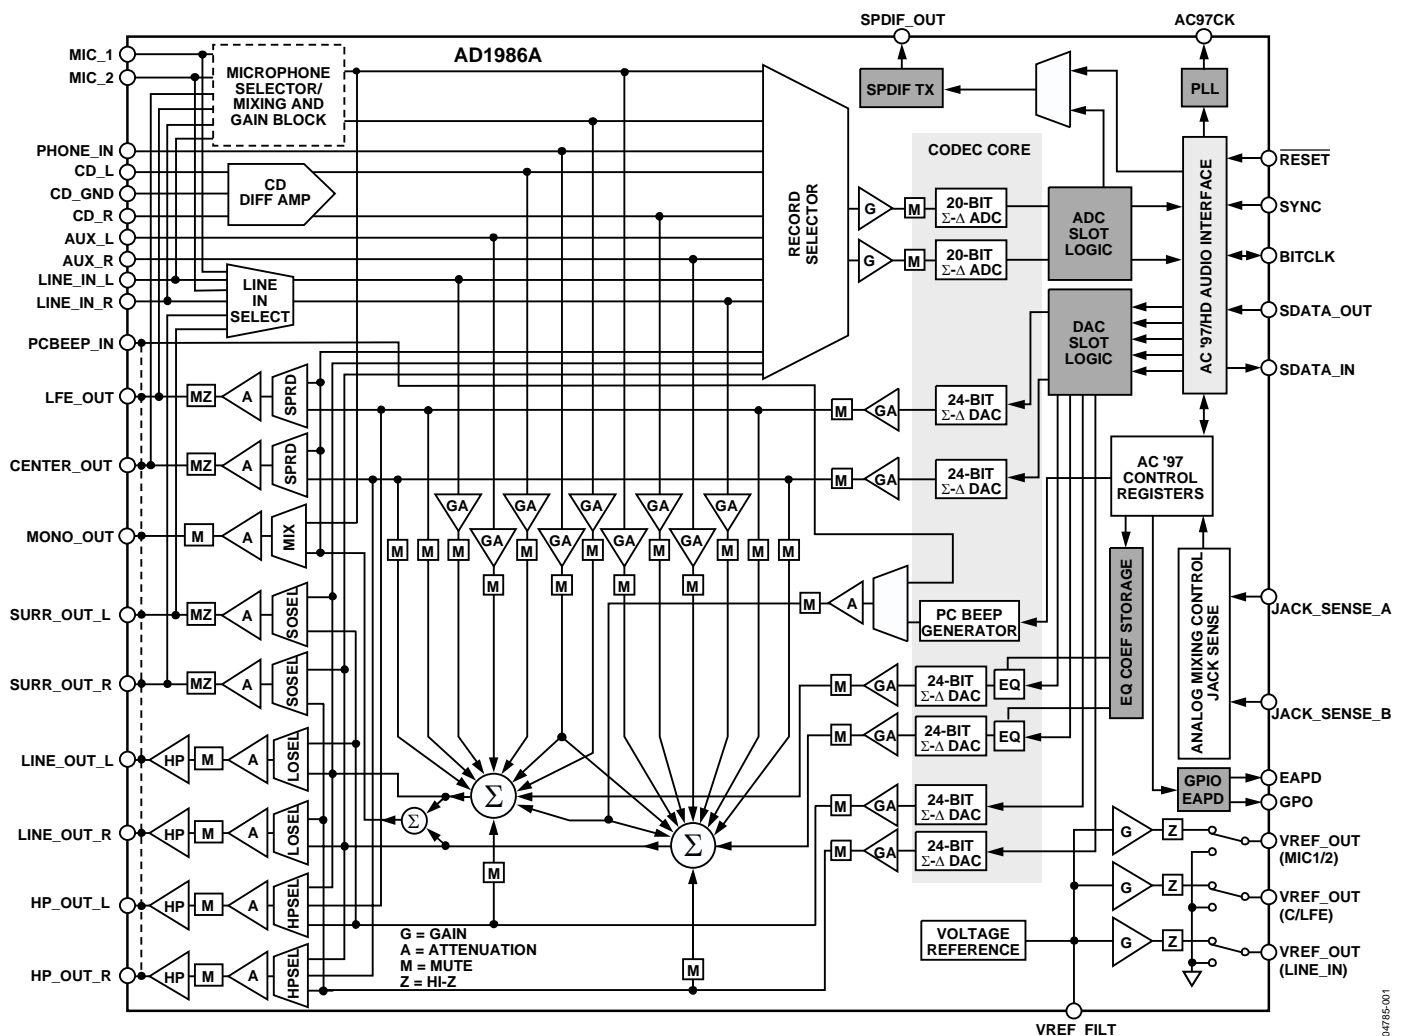 SPDIF_OUT
AC97CK
AD1986A
MIC_1
MIC_2
PHONE_IN
CD_L
CD_GND
CD_R
AUX_L
AUX_R
LINE_IN_L
LINE_IN_R
PCBEEP_IN
LFE_OUT
CENTER_OUT
MONO_OUT
SURR_OUT_L
SURR_OUT_R
LINE_OUT_L
LINE_OUT_R
HP_OUT_L
HP_OUT_R
MICROPHONE
SELECTOR/
MIXING AND
GAIN BLOCK
CD
DIFF AMP
LINE
IN
SELECT
RECORD
SELECTOR
SPDIF TX
PLL
CODEC CORE
G
M
20-BIT
Σ-Δ ADC
G
M
20-BIT
Σ-Δ ADC
ADC
SLOT
LOGIC
DAC
SLOT
LOGIC
AC '97/HD AUDIO INTERFACE
RESET
SYNC
BITCLK
SDATA_OUT
SDATA_IN
MZ
A
SPRD
M
GA
24-BIT
Σ-Δ DAC
MZ
A
SPRD
M
GA
24-BIT
Σ-Δ DAC
AC '97
CONTROL
REGISTERS
M
A
MIX
GA
GA
GA
GA
GA
GA
GA
GA
GA
M
M
M
M
M
M
M
M
M
M
M
M
M
MZ
A
SOSEL
M
A
PC BEEP
GENERATOR
EQ COEF STORAGE
ANALOG MIXING CONTROL
JACK SENSE
JACK_SENSE_A
JACK_SENSE_B
MZ
A
SOSEL
M
GA
24-BIT
Σ-Δ DAC
EQ
M
GA
24-BIT
Σ-Δ DAC
EQ
HP
M
A
LOSEL
Σ
Σ
Σ
M
GA
24-BIT
Σ-Δ DAC
M
GA
24-BIT
Σ-Δ DAC
GPIO
EAPD
EAPD
GPO
HP
M
A
LOSEL
M
G
Z
VREF_OUT
(MIC1/2)
HP
M
A
HPSEL
G
Z
VREF_OUT
(C/LFE)
G = GAIN
A = ATTENUATION
M = MUTE
Z = HI-Z
M
HP
M
A
HPSEL
VOLTAGE
REFERENCE
G
Z
VREF_OUT
(LINE_IN)
VREF_FILT
04785-001